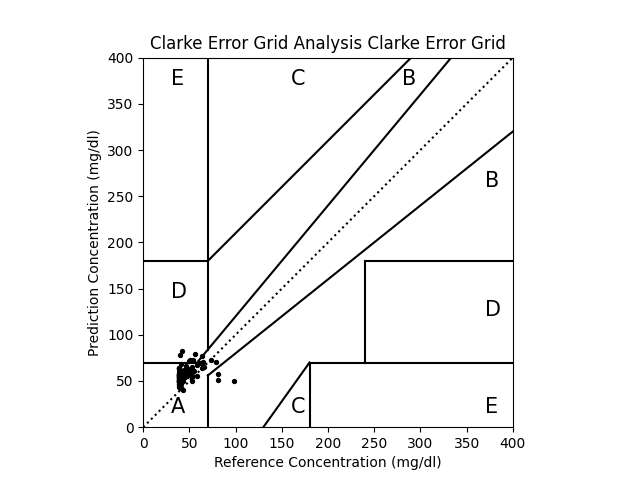 Clarke Error Grid Analysis Clarke Error Grid
400
350
300
250
200
150
100
50
0
Prediction Concentration (mg/dl)
E
C
B
B
D
D
A
C
E
0
50
100
150
200
250
300
350
400
Reference Concentration (mg/dl)